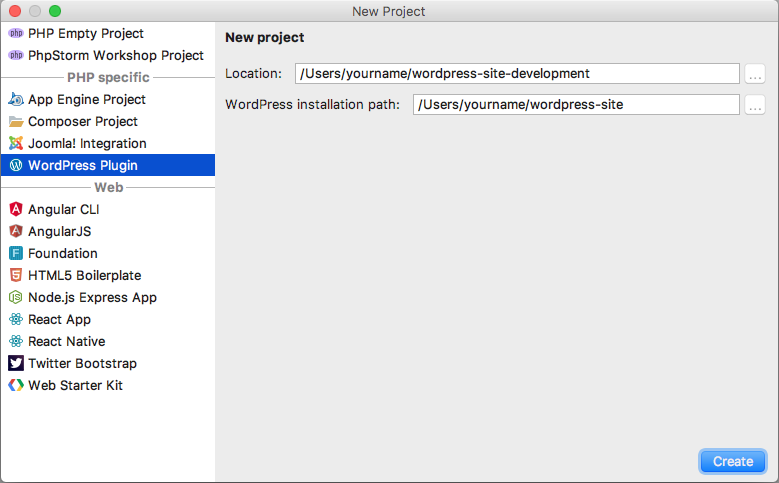 New Project
php PHP Empty Project
php PhpStorm Workshop Project
PHP specific
App Engine Project
Composer Project
Joomla! Integration
WordPress Plugin
Web
Angular CLI
AngularJS
F Foundation
HTML5 Boilerplate
Node.js Express App
React App
React Native
Twitter Bootstrap
Web Starter Kit
New project
Location: /Users/yourname/wordpress-site-development ...
WordPress installation path: /Users/yourname/wordpress-site ...
Create